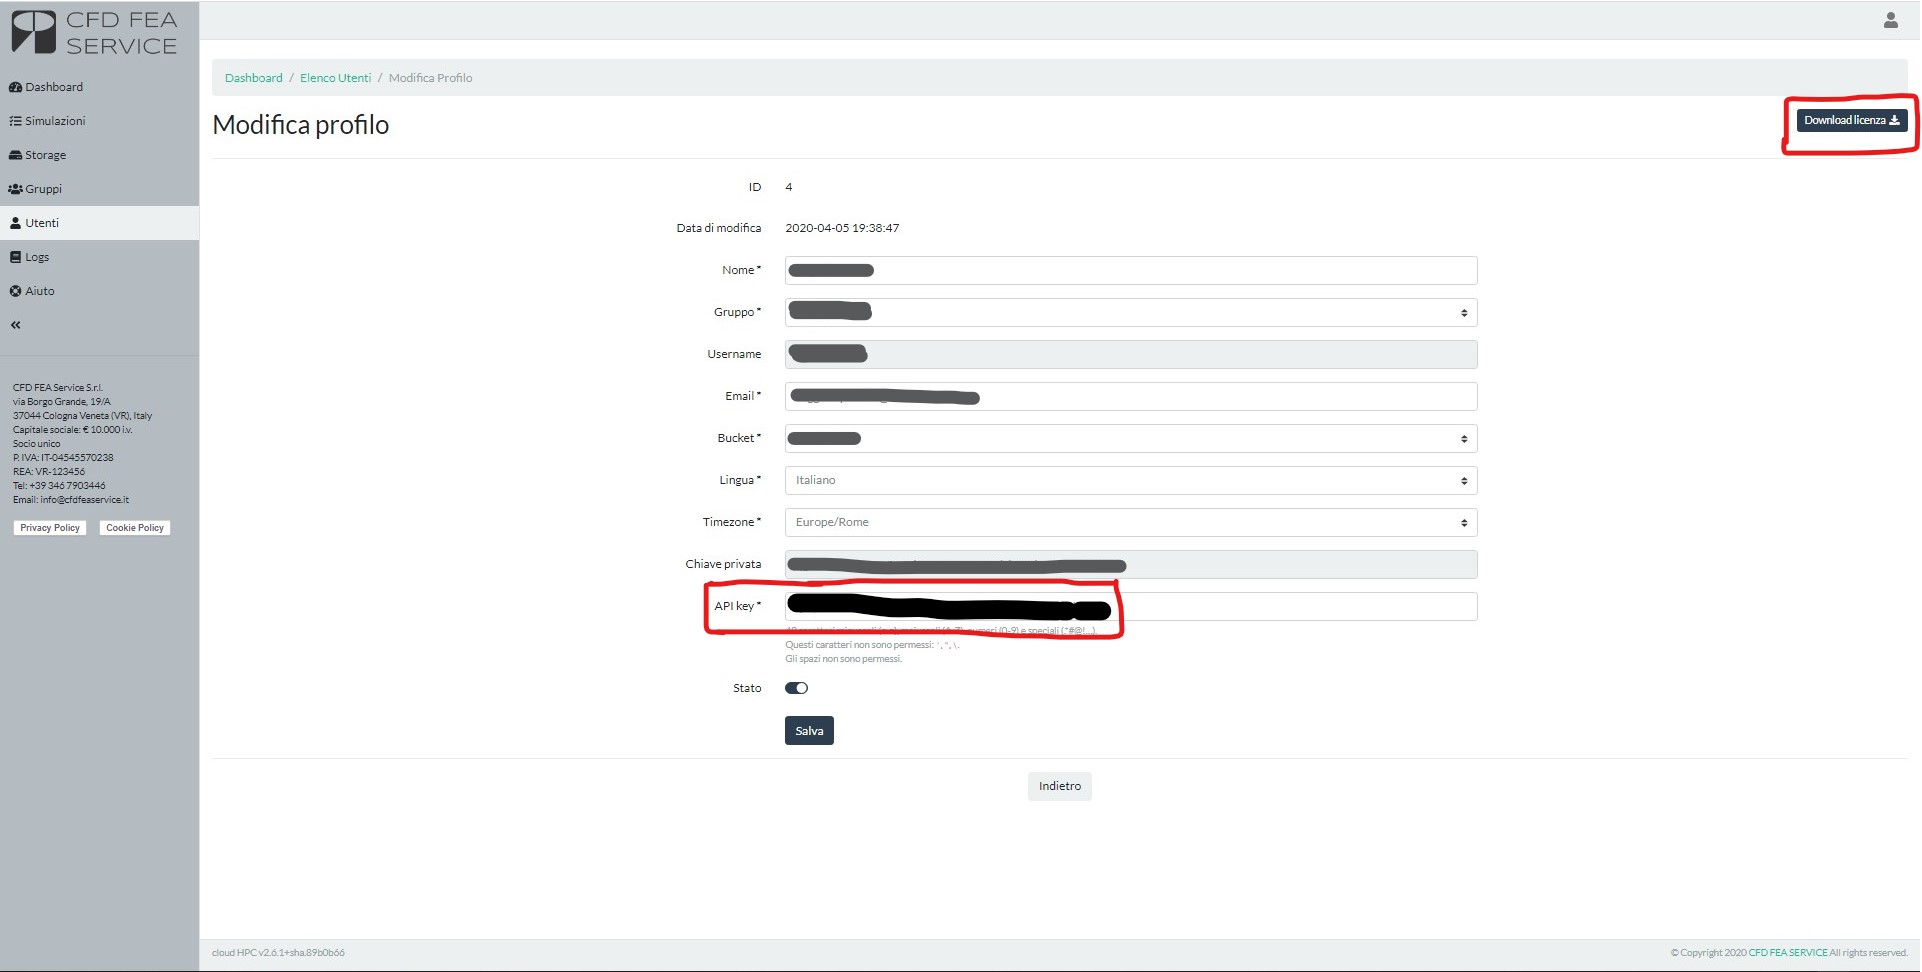 CFD FEA
SERVICE
Dashboard
Simulazioni
Storage
Gruppi
Utenti
Logs
Aiuto
CFD FEA Service S.r.l.
via Borgo Grande, 19/A
37044 Cologna Veneta (VR), Italy
Capitale sociale: € 10.000 i.v.
Socio unico
P. IVA: IT-04545570238
REA: VR-123456
Tel: +39 346 7903446
Email: info@cfdfeaservice.it
Privacy Policy Cookie Policy
Dashboard / Elenco Utenti / Modifica Profilo
Modifica profilo
Download licenza
ID 4
Data di modifica 2020-04-05 19:38:47
Nome *
Gruppo *
Username
Email *
Bucket *
Lingua * Italiano
Timezone * Europe/Rome
Chiave privata
API key *
numeri (0-9) e speciali
Questi caratteri non sono permessi:
Gli spazi non sono permessi.
Stato
Salva
Indietro
cloud HPC v2.6.1+sha.89b0b66
© Copyright 2020 CFD FEA SERVICE All rights reserved.